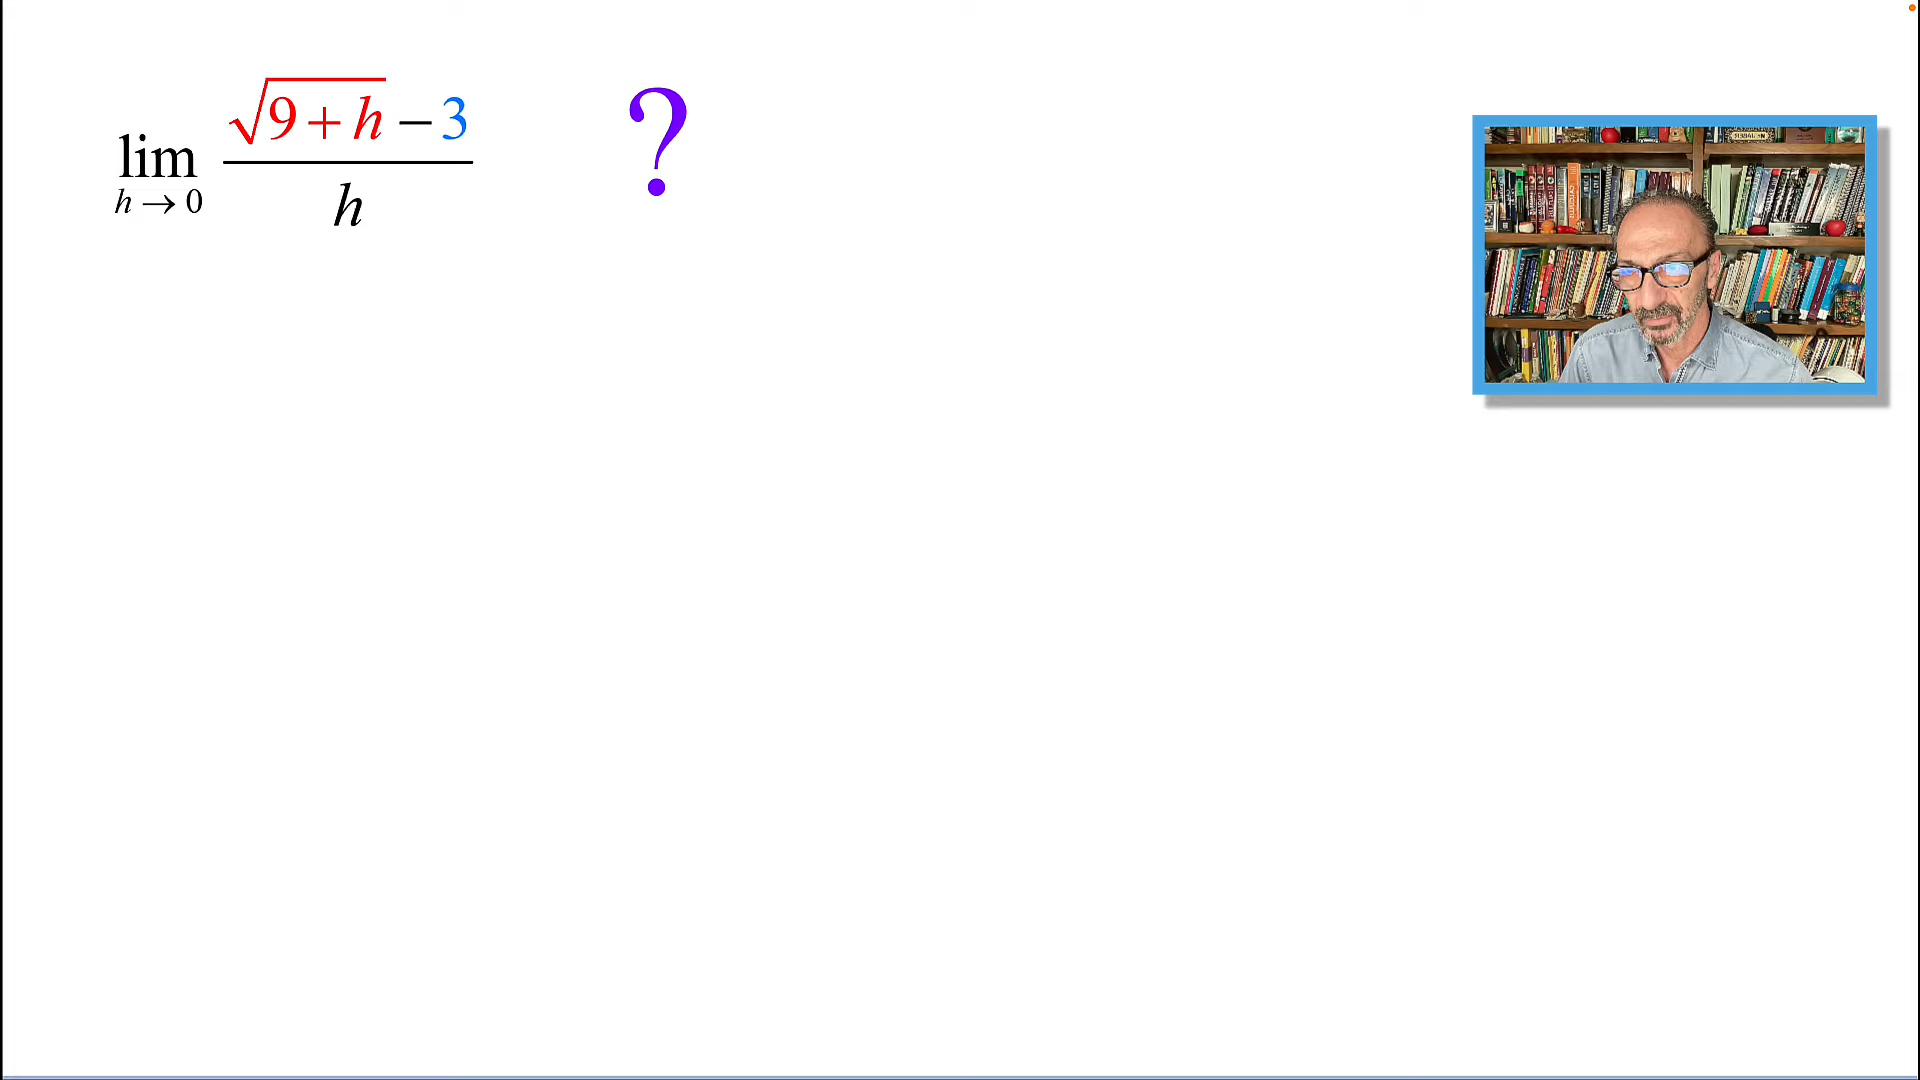 lim h→0 (√(9 + h) − 3) / h ?